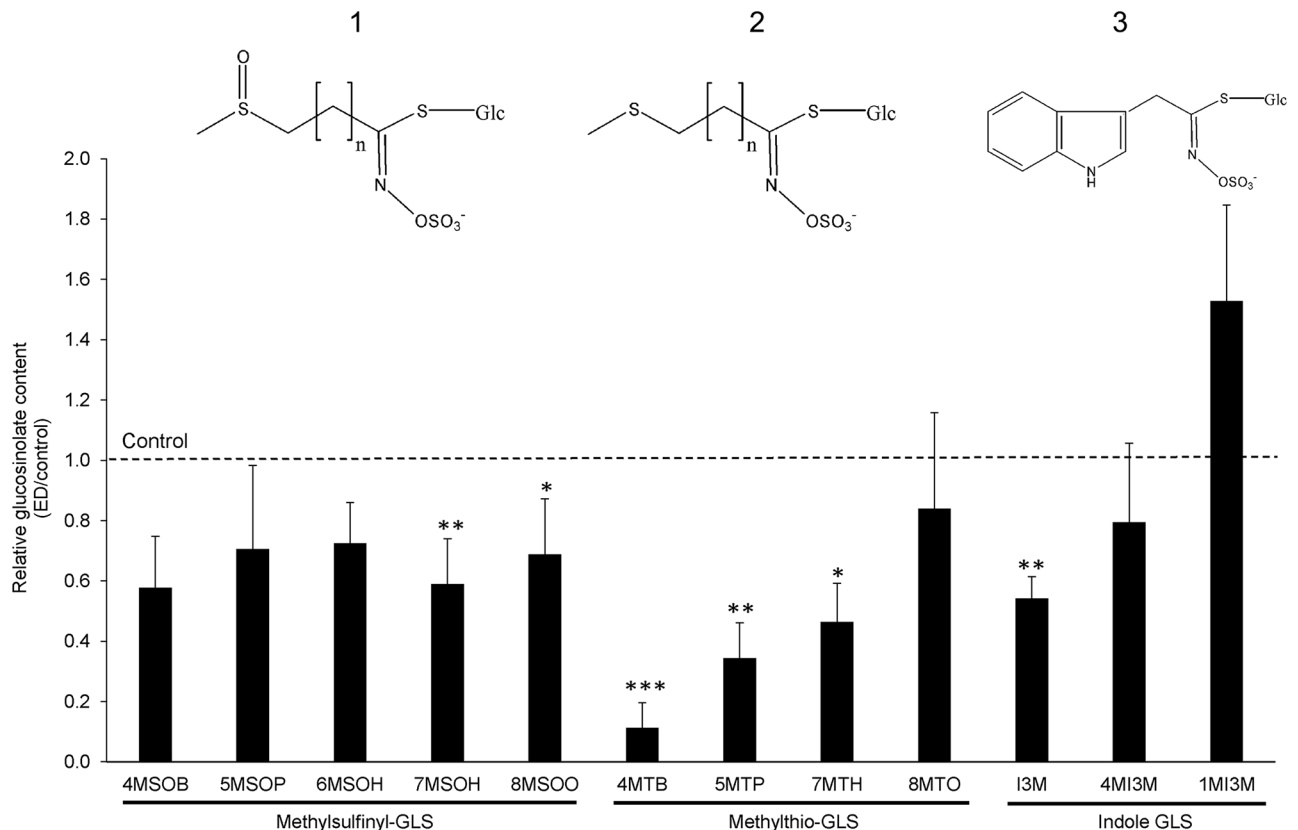 1
2
3
O
S
S
Glc
n
N
OSO3-
S
S
Glc
n
N
OSO3-
S
Glc
N
H
N
OSO3-
2.0
1.8
1.6
1.4
1.2
1.0
0.8
0.6
0.4
0.2
0.0
Relative glucosinolate content
(ED/control)
Control
**
*
***
**
*
**
4MSOB 5MSOP 6MSOH 7MSOH 8MSOO 4MTB 5MTP 7MTH 8MTO I3M 4MI3M 1MI3M
Methylsulfinyl-GLS Methylthio-GLS Indole GLS